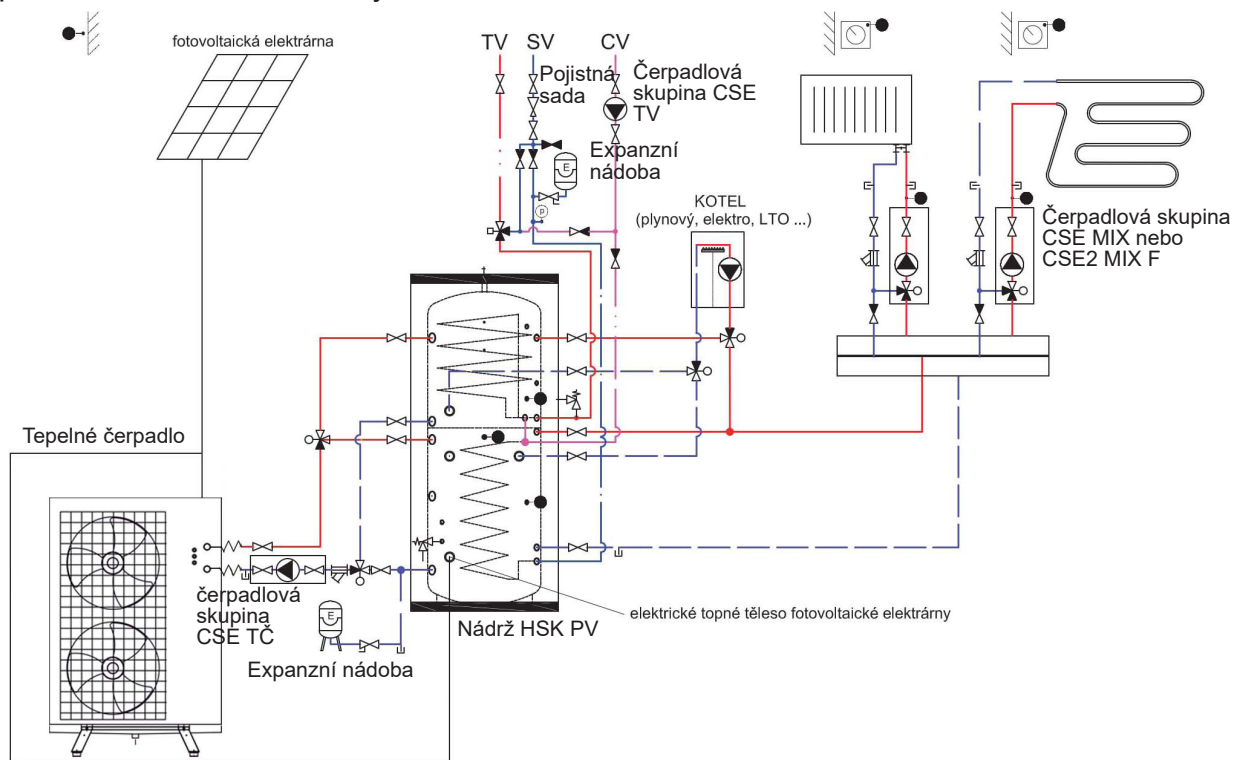 fotovoltaická elektrárna
TV SV CV
Pojistná
sada
Čerpadlová
skupina CSE
TV
E
Expanzní
nádoba
p
KOTEL
(plynový, elektro, LTO ...)
Čerpadlová skupina
CSE MIX nebo
CSE2 MIX F
Tepelné čerpadlo
čerpadlová
skupina
CSE TČ
E
Expanzní nádoba
Nádrž HSK PV
elektrické topné těleso fotovoltaické elektrárny